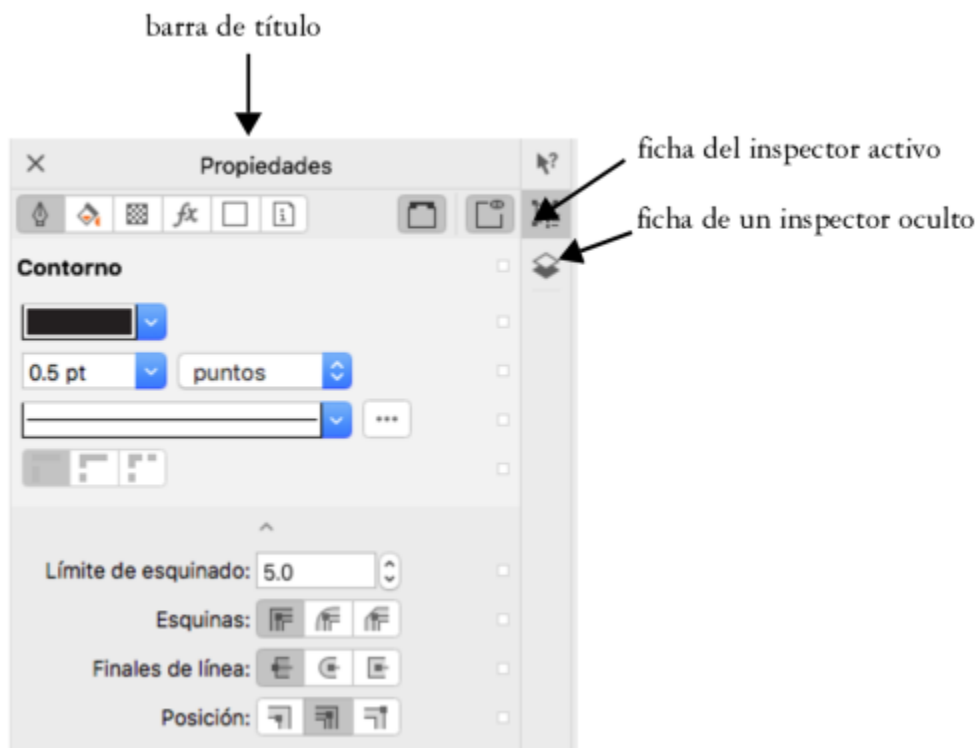 barra de título
Propiedades
ficha del inspector activo
fx
ficha de un inspector oculto
Contorno
0.5 pt
puntos
Límite de esquinado: 5.0
Esquinas:
Finales de línea:
Posición: